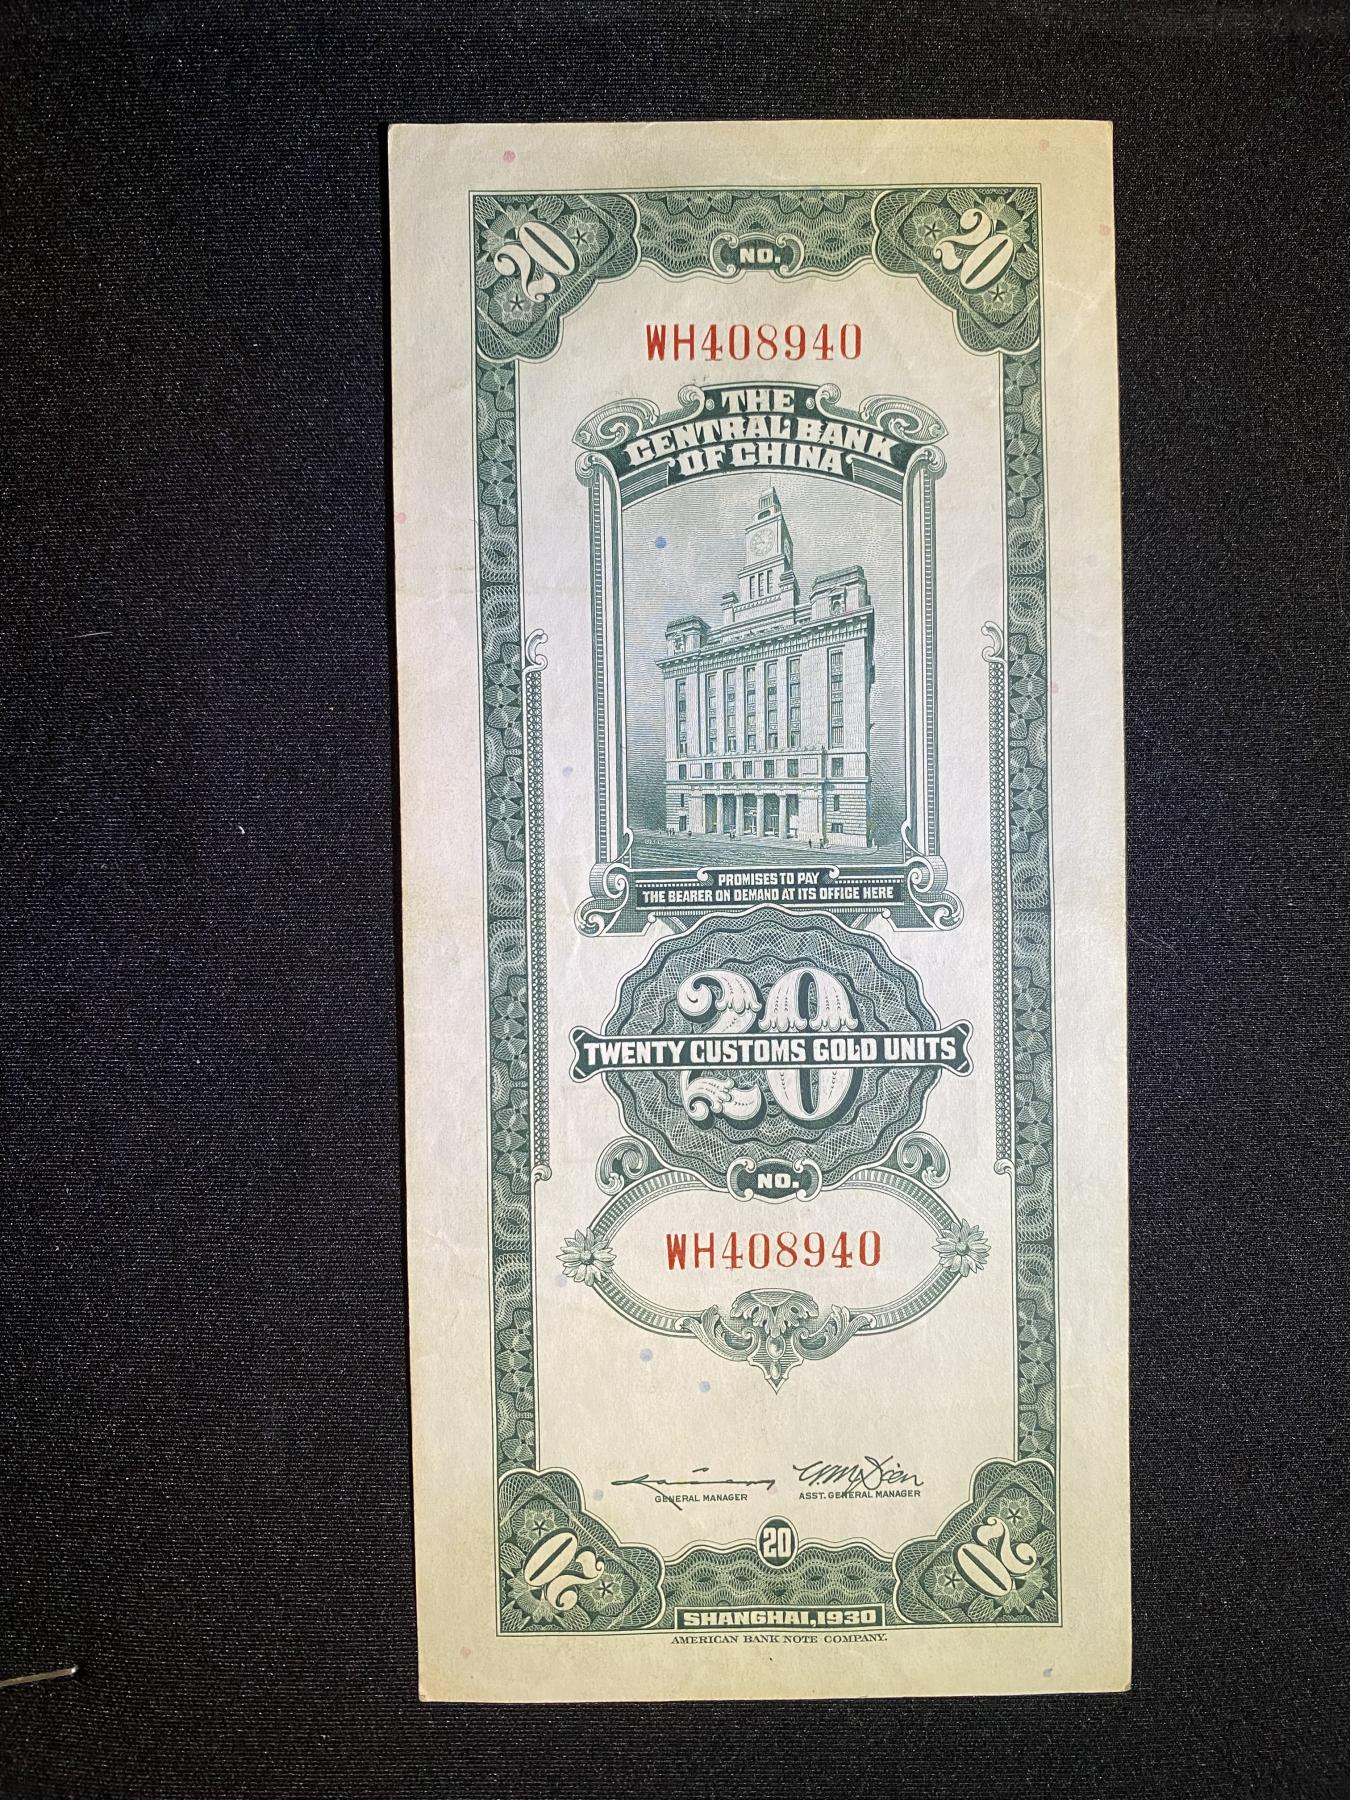 20
20
NO.
WH408940
THE
CENTRAL BANK
OF CHINA
PROMISES TO PAY
THE BEARER ON DEMAND AT ITS OFFICE HERE
20
TWENTY CUSTOMS GOLD UNITS
NO.
WH408940
GENERAL MANAGER
ASST. GENERAL MANAGER
20
20
20
SHANGHAI, 1930
AMERICAN BANK NOTE COMPANY.